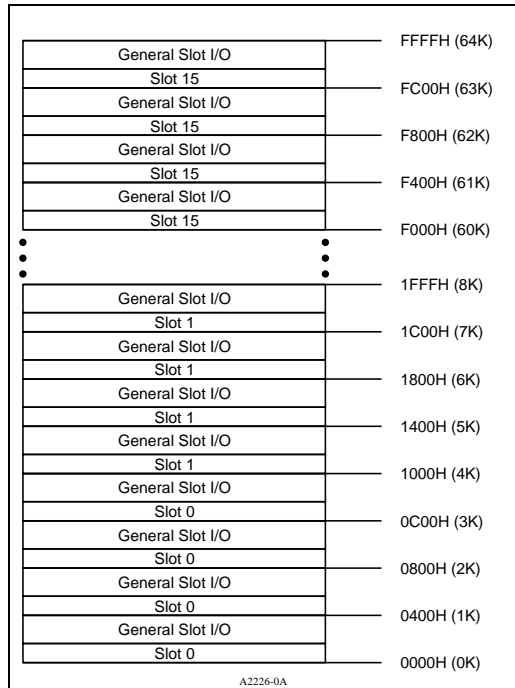 FFFFH (64K)
General Slot I/O
Slot 15
FC00H (63K)
General Slot I/O
Slot 15
F800H (62K)
General Slot I/O
Slot 15
F400H (61K)
General Slot I/O
Slot 15
F000H (60K)
1FFFH (8K)
General Slot I/O
Slot 1
1C00H (7K)
General Slot I/O
Slot 1
1800H (6K)
General Slot I/O
Slot 1
1400H (5K)
General Slot I/O
Slot 1
1000H (4K)
General Slot I/O
Slot 0
0C00H (3K)
General Slot I/O
Slot 0
0800H (2K)
General Slot I/O
Slot 0
0400H (1K)
General Slot I/O
Slot 0
0000H (0K)
A2226-0A